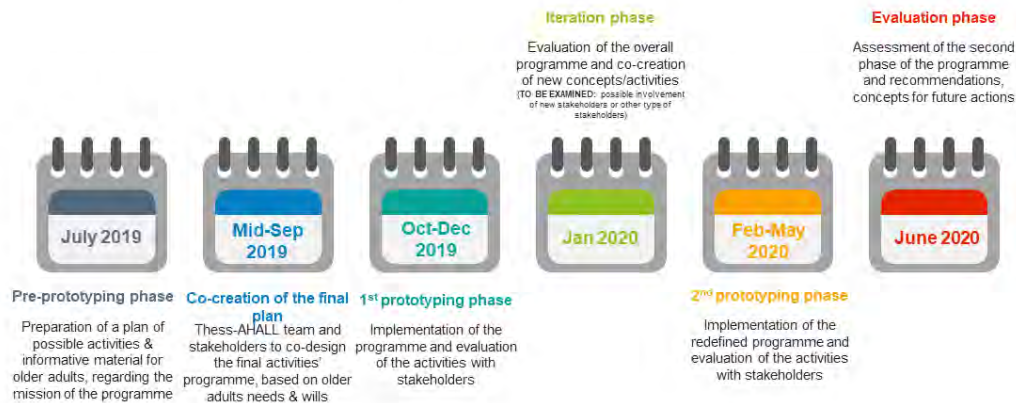 Iteration phase
Evaluation of the overall
programme and co-creation
of new concepts/activities
(TO BE EXAMINED: possible involvement
of new stakeholders or other type of
stakeholders)
Evaluation phase
Assessment of the second
phase of the programme
and recommendations,
concepts for future actions
July 2019
Mid-Sep
2019
Oct-Dec
2019
Jan 2020
Feb-May
2020
June 2020
Pre-prototyping phase
Preparation of a plan of
possible activities &
informative material for
older adults, regarding the
mission of the programme
Co-creation of the final
plan
Thess-AHALL team and
stakeholders to co-design
the final activities'
programme, based on older
adults needs & wills
1st prototyping phase
Implementation of the
programme and evaluation
of the activities with
stakeholders
2nd prototyping phase
Implementation of the
redefined programme and
evaluation of the activities
with stakeholders